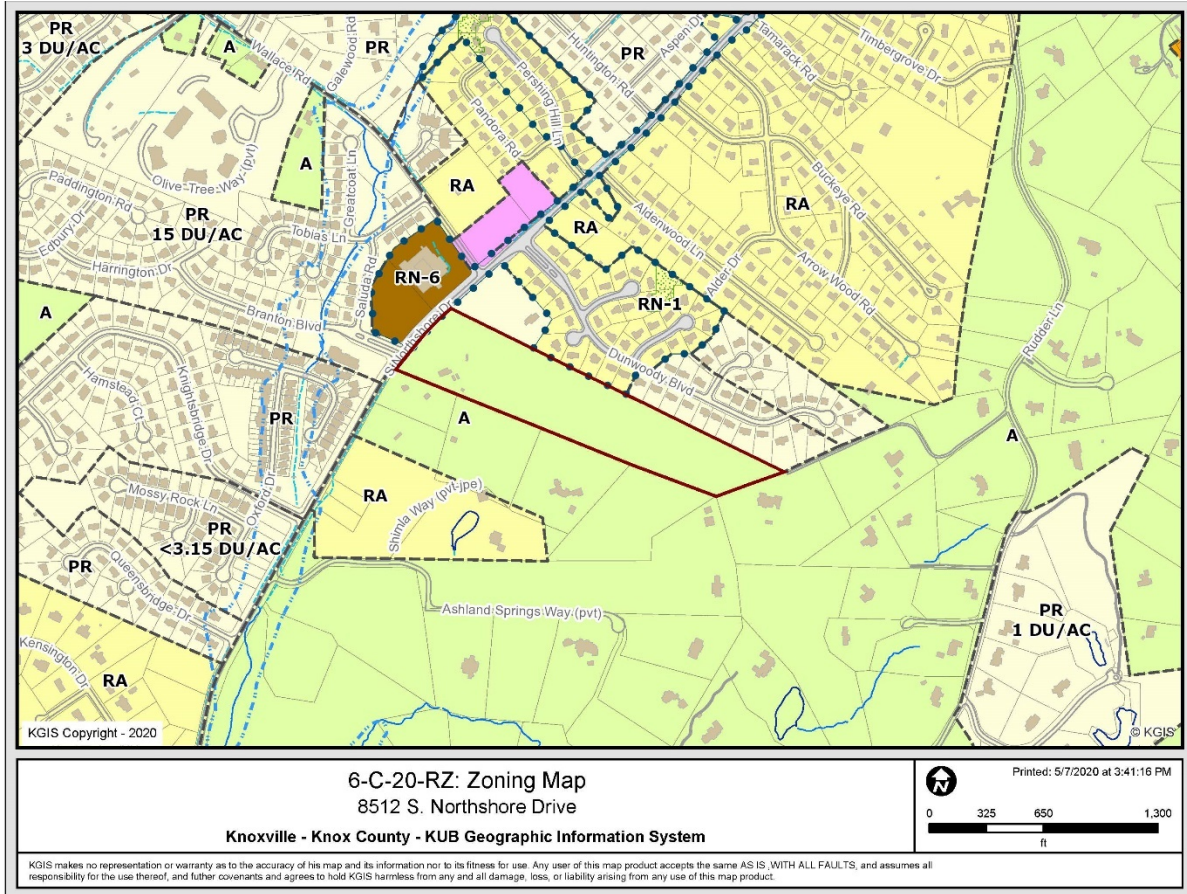 PR
3 DU/AC
A
Wallace Rd
Galewood Rd
PR
Pershing Hill Ln
Pandora Rd
Huntington Rd
PR
Aspen Dr
Tamarack Rd
Timbergrove Dr
A
Olive Tree Way (pvt)
Greatcoat Ln
RA
Buckeye Rd
RA
Rudder Ln
Paddington Rd
Edbury Dr
PR
15 DU/AC
Tobias Ln
Harrington Dr
Saluda Rd
RN-6
RA
Aldenwood Ln
Alder Dr
Arrow Wood Rd
RN-1
A
Branton Blvd
S Northshore Dr
Dunwoody Blvd
Hamstead Ct
Knightsbridge Dr
PR
A
A
Mossy Rock Ln
Oxford Dr
RA
Shimla Way (pvt-jpe)
PR
<3.15 DU/AC
PR
Queensbridge Dr
Ashland Springs Way (pvt)
PR
1 DU/AC
Kensington Dr
RA
KGIS Copyright - 2020
© KGIS
6-C-20-RZ: Zoning Map
8512 S. Northshore Drive
Knoxville - Knox County - KUB Geographic Information System
N
Printed: 5/7/2020 at 3:41:16 PM
0 325 650 1,300
ft
KGIS makes no representation or warranty as to the accuracy of his map and its information nor to its fitness for use. Any user of this map product accepts the same AS IS ,WITH ALL FAULTS, and assumes all
responsibility for the use thereof, and futher covenants and agrees to hold KGIS harmless from any and all damage, loss, or liability arising from any use of this map product.